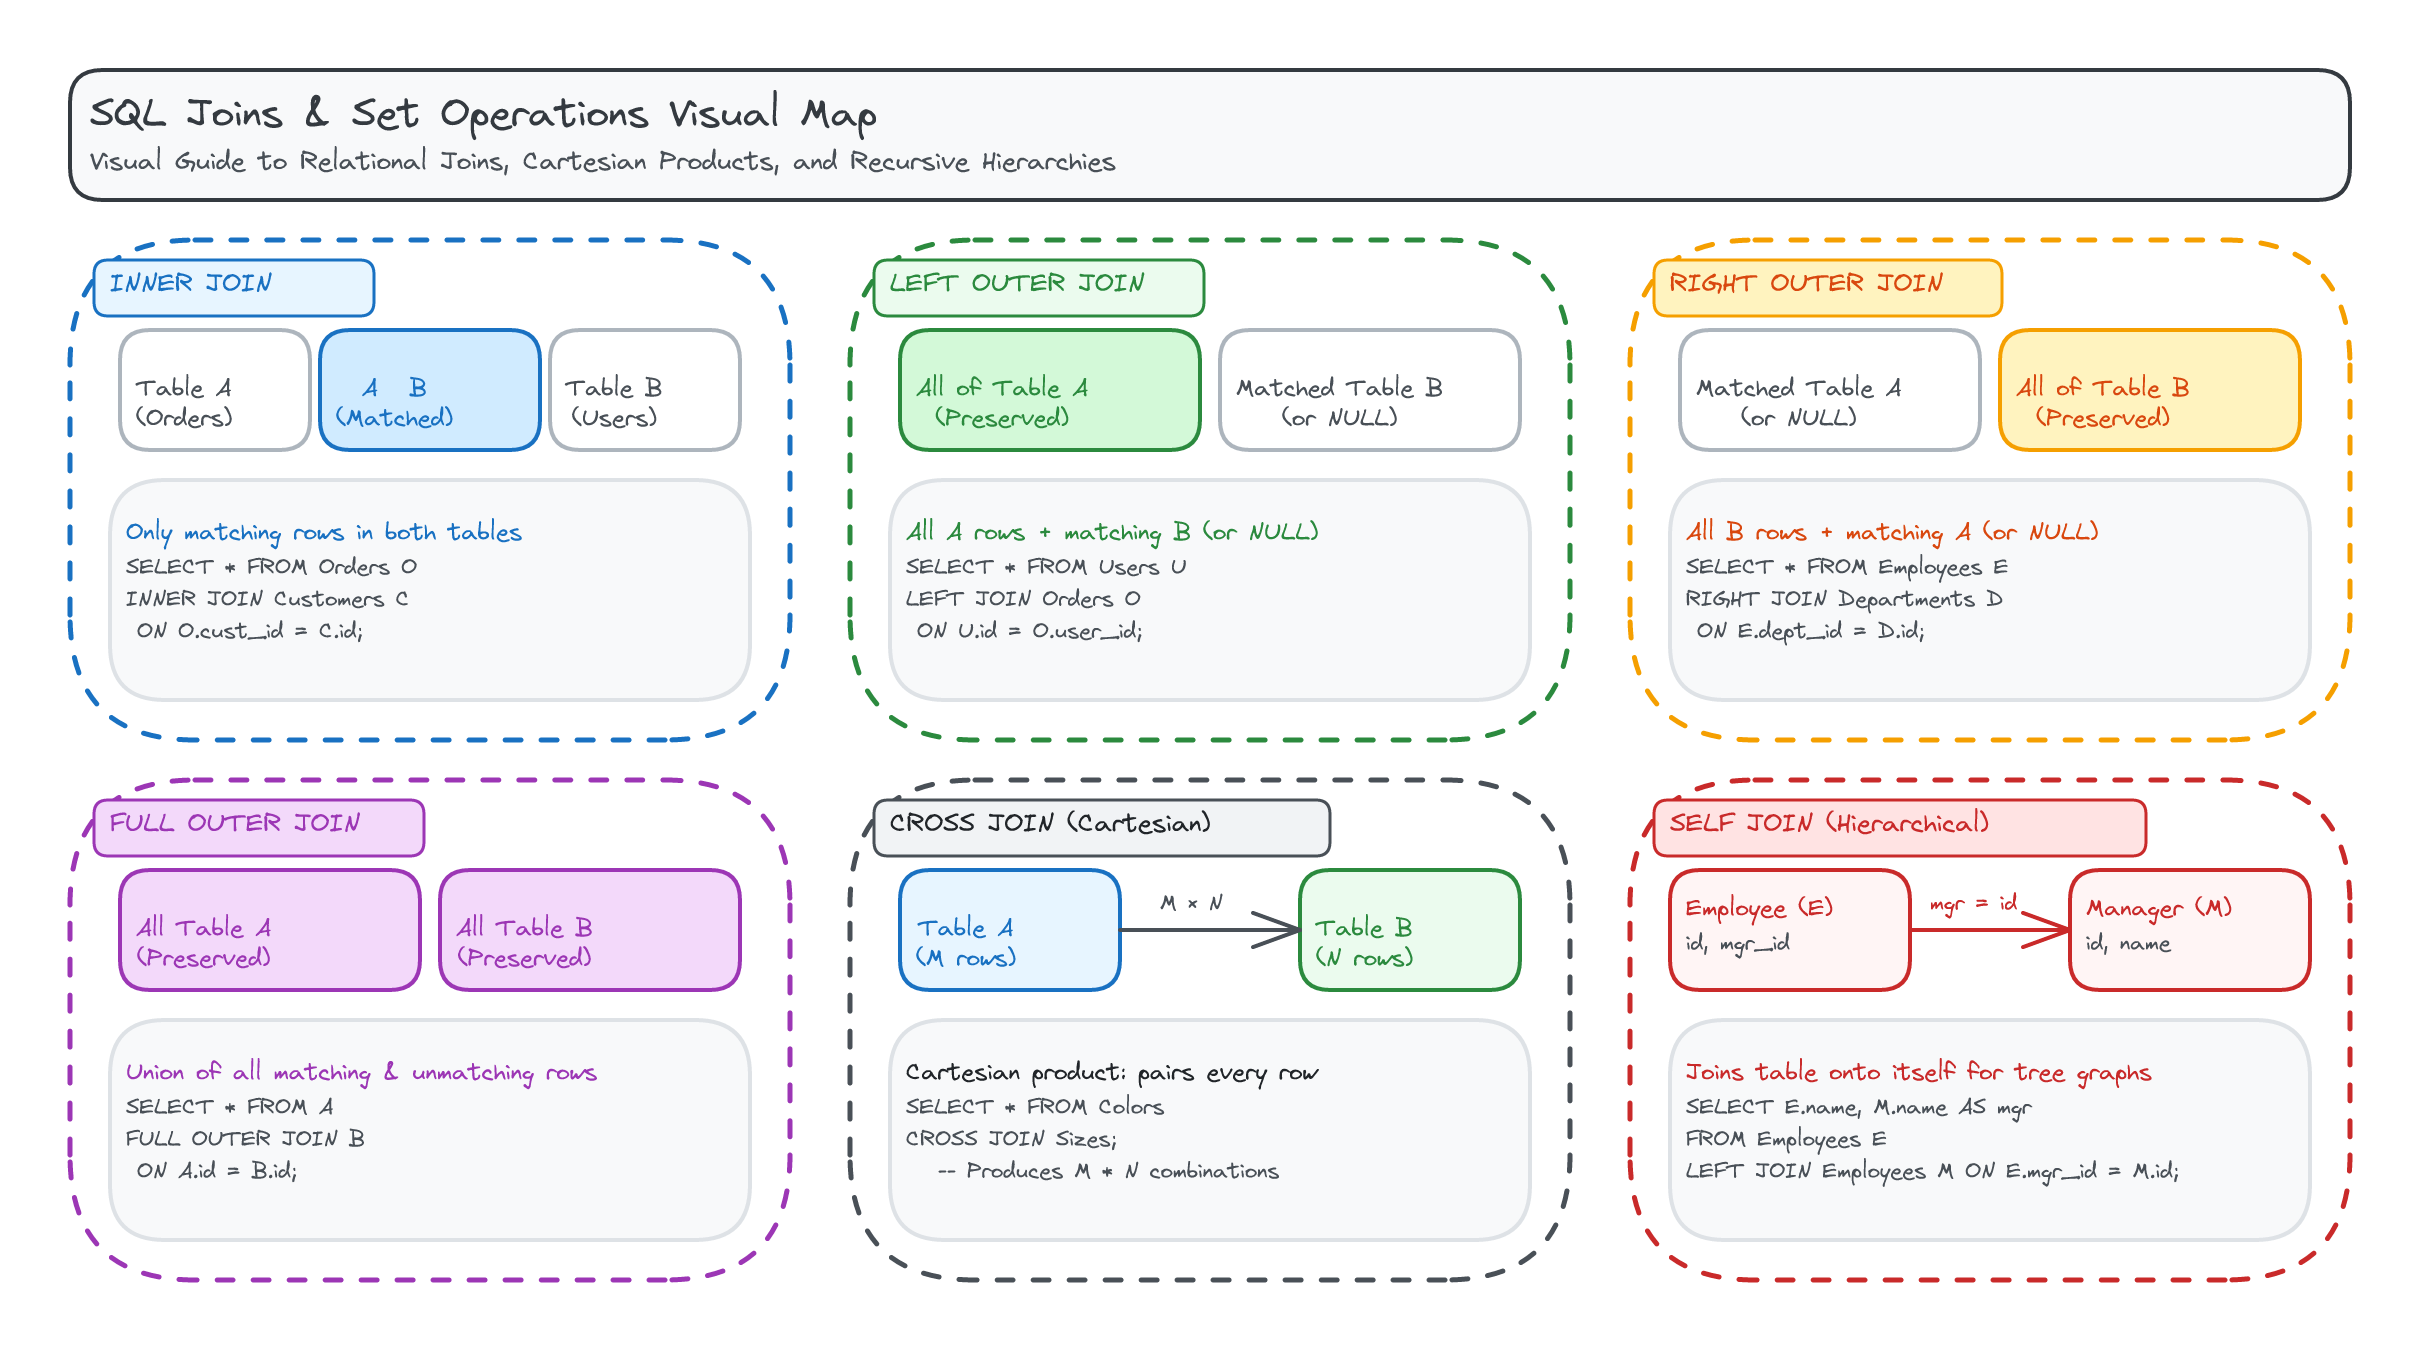 SQL Joins & Set Operations Visual Map
Visual Guide to Relational Joins, Cartesian Products, and Recursive Hierarchies
INNER JOIN
Table A
(Orders)
A B
(Matched)
Table B
(Users)
Only matching rows in both tables
SELECT * FROM Orders O
INNER JOIN Customers C
ON O.cust_id = C.id;
LEFT OUTER JOIN
All of Table A
(Preserved)
Matched Table B
(or NULL)
All A rows + matching B (or NULL)
SELECT * FROM Users U
LEFT JOIN Orders O
ON U.id = O.user_id;
RIGHT OUTER JOIN
Matched Table A
(or NULL)
All of Table B
(Preserved)
All B rows + matching A (or NULL)
SELECT * FROM Employees E
RIGHT JOIN Departments D
ON E.dept_id = D.id;
FULL OUTER JOIN
All Table A
(Preserved)
All Table B
(Preserved)
Union of all matching & unmatching rows
SELECT * FROM A
FULL OUTER JOIN B
ON A.id = B.id;
CROSS JOIN (Cartesian)
Table A
(M rows)
M × N
Table B
(N rows)
Cartesian product: pairs every row
SELECT * FROM Colors
CROSS JOIN Sizes;
-- Produces M * N combinations
SELF JOIN (Hierarchical)
Employee (E)
id, mgr_id
mgr = id
Manager (M)
id, name
Joins table onto itself for tree graphs
SELECT E.name, M.name AS mgr
FROM Employees E
LEFT JOIN Employees M ON E.mgr_id = M.id;